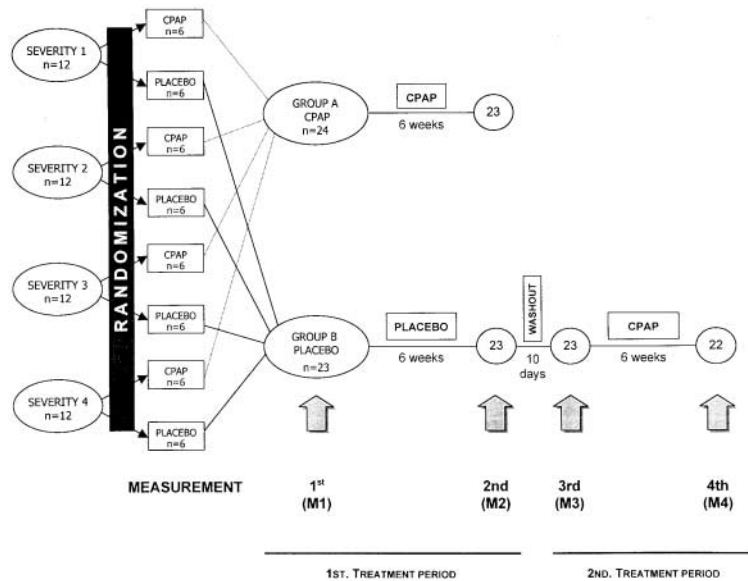 SEVERITY 1
n=12
SEVERITY 2
n=12
SEVERITY 3
n=12
SEVERITY 4
n=12
RANDOMIZATION
CPAP
n=6
PLACEBO
n=6
CPAP
n=6
PLACEBO
n=6
CPAP
n=6
PLACEBO
n=6
CPAP
n=6
PLACEBO
n=6
GROUP A
CPAP
n=24
CPAP
6 weeks
23
GROUP B
PLACEBO
n=23
PLACEBO
6 weeks
23
WASHOUT
10
days
23
CPAP
6 weeks
22
MEASUREMENT
1st
(M1)
2nd
(M2)
3rd
(M3)
4th
(M4)
1ST. TREATMENT PERIOD
2ND. TREATMENT PERIOD